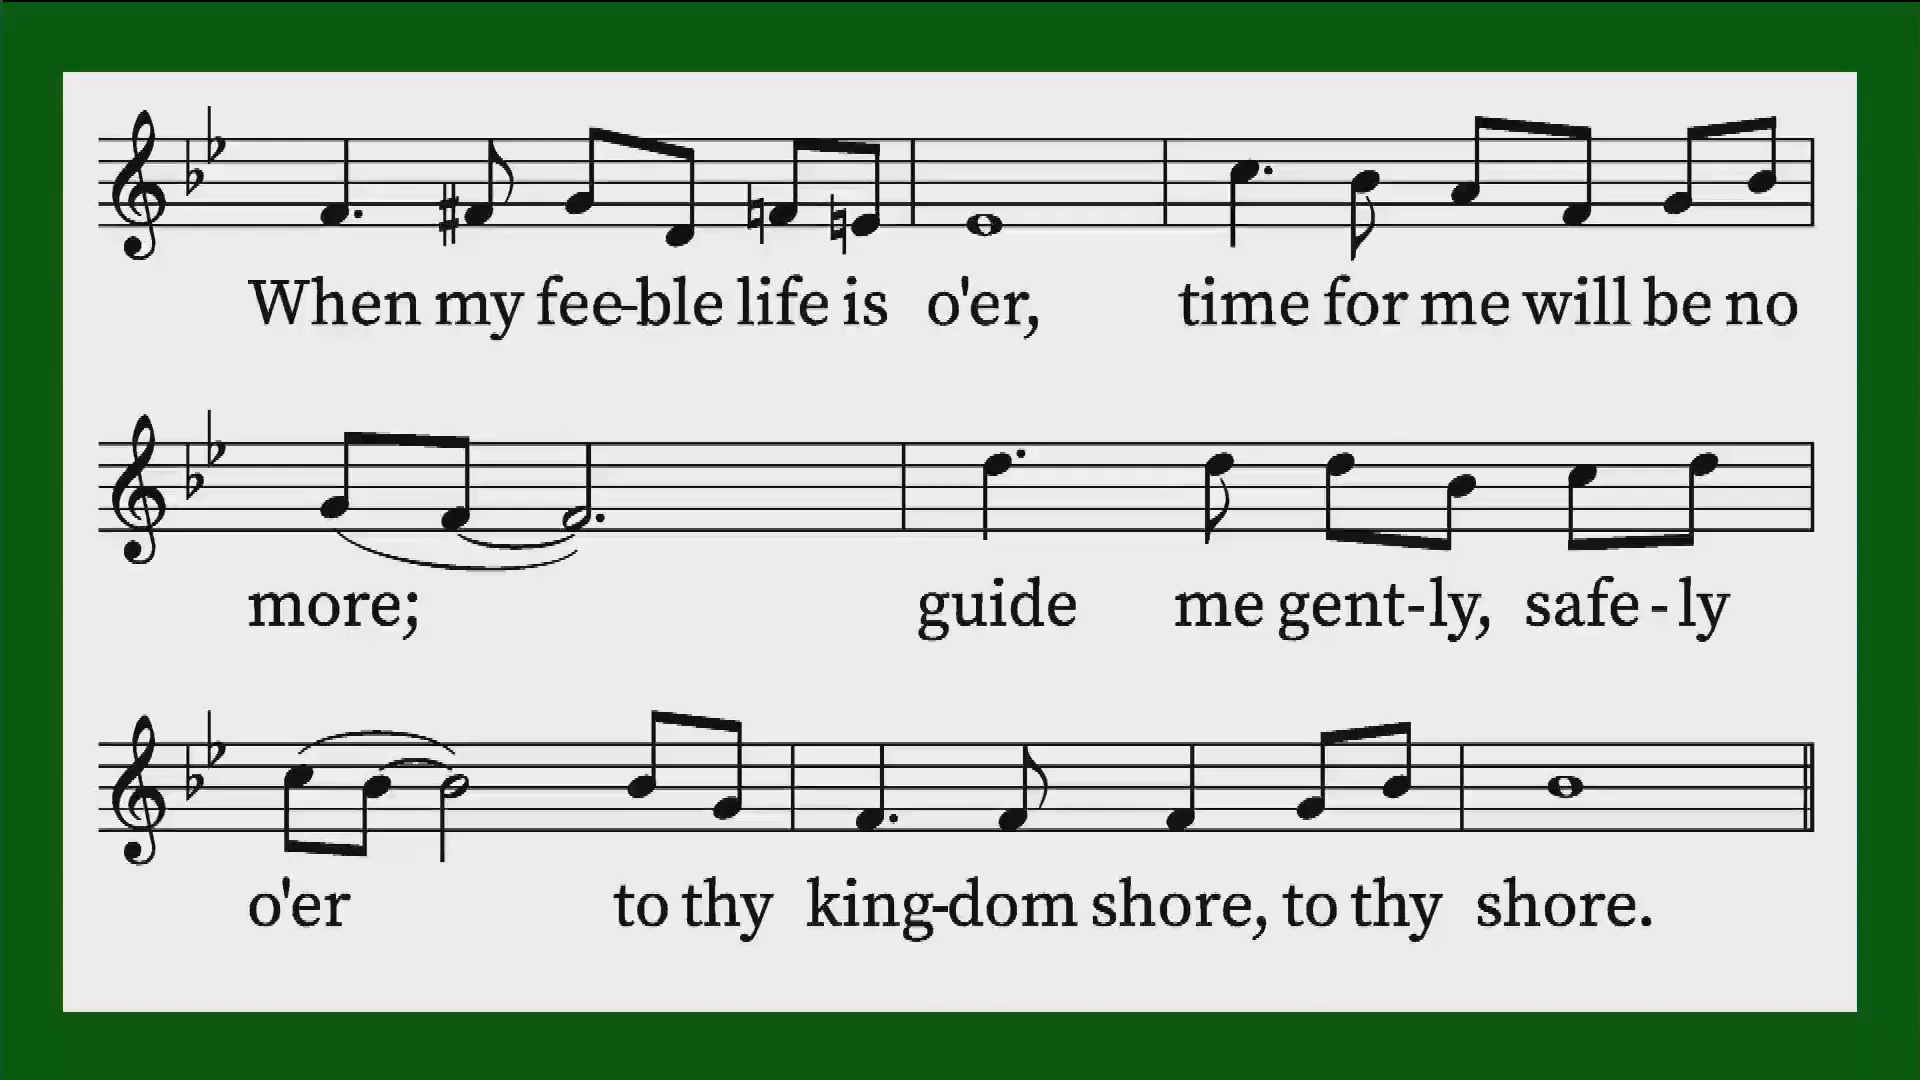 When my fee-ble life is o'er, time for me will be no
more; guide me gent-ly, safe-ly
o'er to thy king-dom shore, to thy shore.